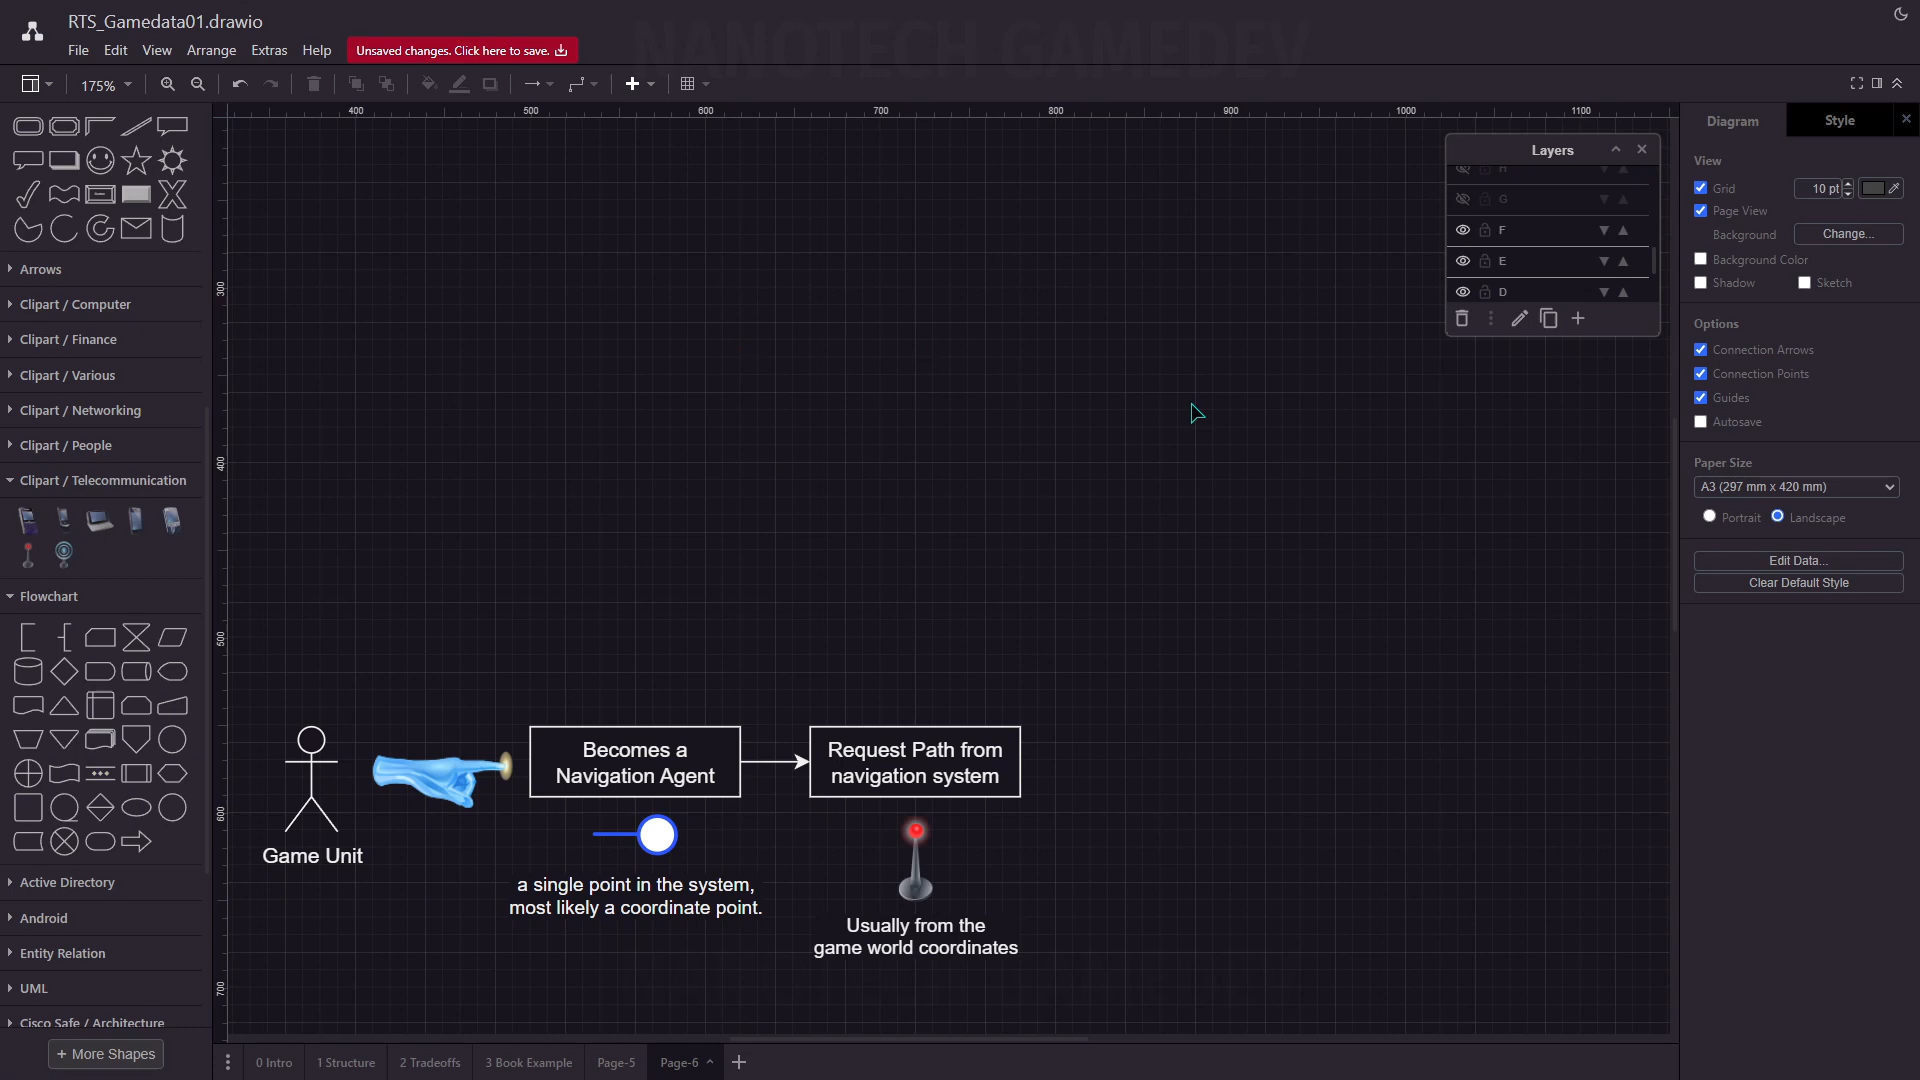 NANOTECH GAMEDEV
RTS_Gamedata01.drawio
File Edit View Arrange Extras Help
Unsaved changes. Click here to save.
175%
400 500 600 700 800 900 1000 1100
300
400
500
600
700
Arrows
Clipart / Computer
Clipart / Finance
Clipart / Various
Clipart / Networking
Clipart / People
Clipart / Telecommunication
Flowchart
Active Directory
Android
Entity Relation
UML
Cisco Safe / Architecture
+ More Shapes
Layers
H
G
F
E
D
Game Unit
Becomes a
Navigation Agent
a single point in the system,
most likely a coordinate point.
Request Path from
navigation system
Usually from the
game world coordinates
Diagram Style
View
Grid 10 pt
Page View
Background Change...
Background Color
Shadow Sketch
Options
Connection Arrows
Connection Points
Guides
Autosave
Paper Size
A3 (297 mm x 420 mm)
Portrait Landscape
Edit Data...
Clear Default Style
0 Intro 1 Structure 2 Tradeoffs 3 Book Example Page-5 Page-6